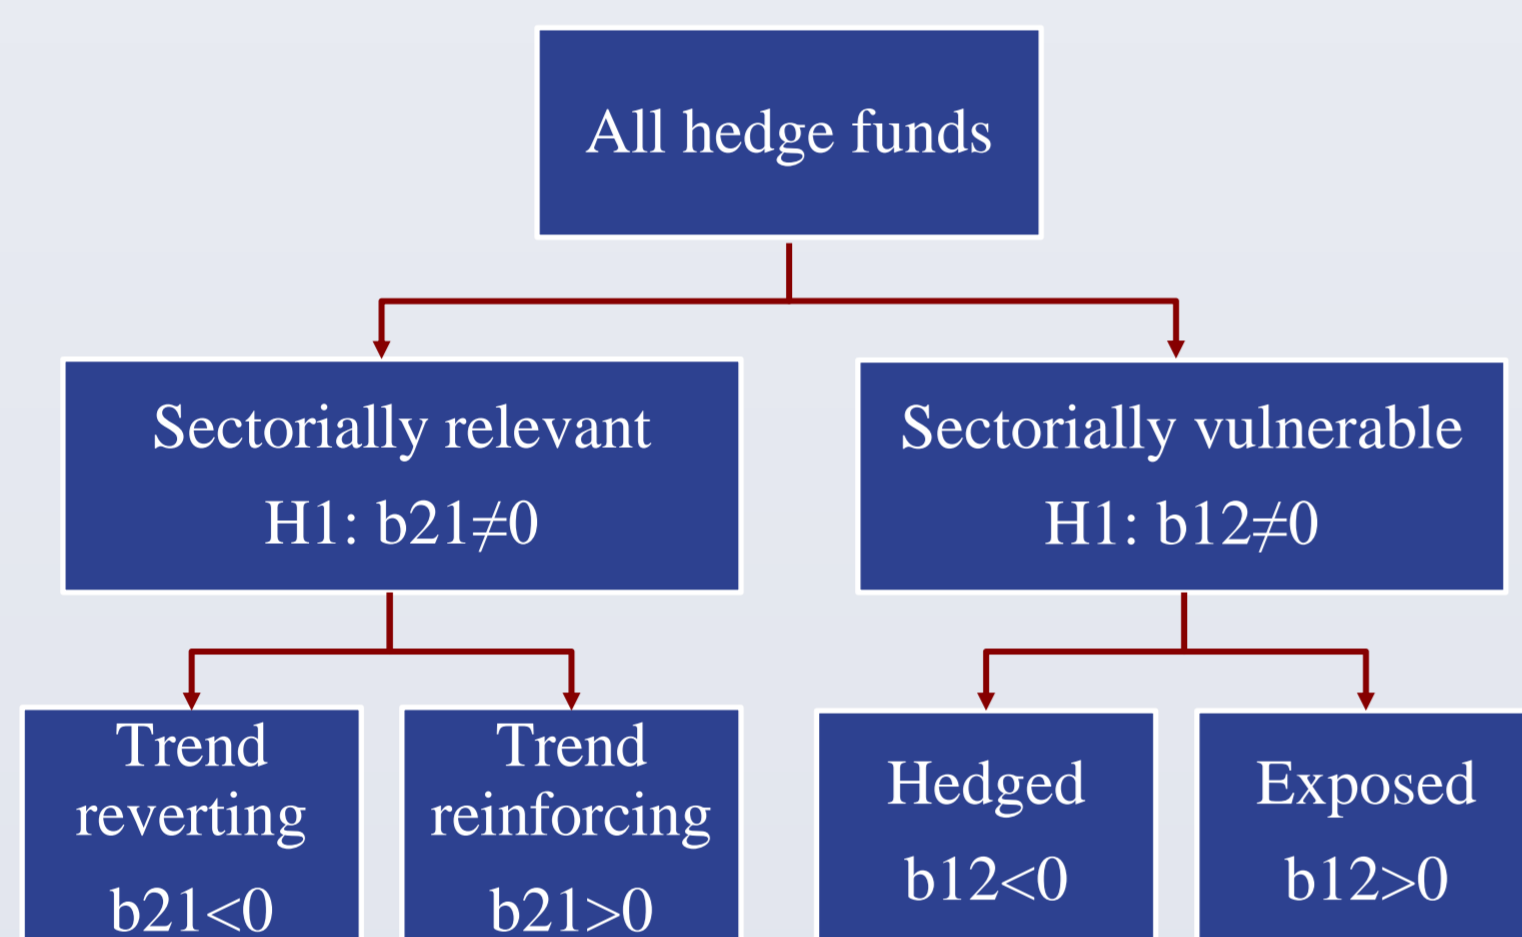 All hedge funds
Sectorially relevant
H1: b21≠0
Sectorially vulnerable
H1: b12≠0
Trend
reverting
b21<0
Trend
reinforcing
b21>0
Hedged
b12<0
Exposed
b12>0